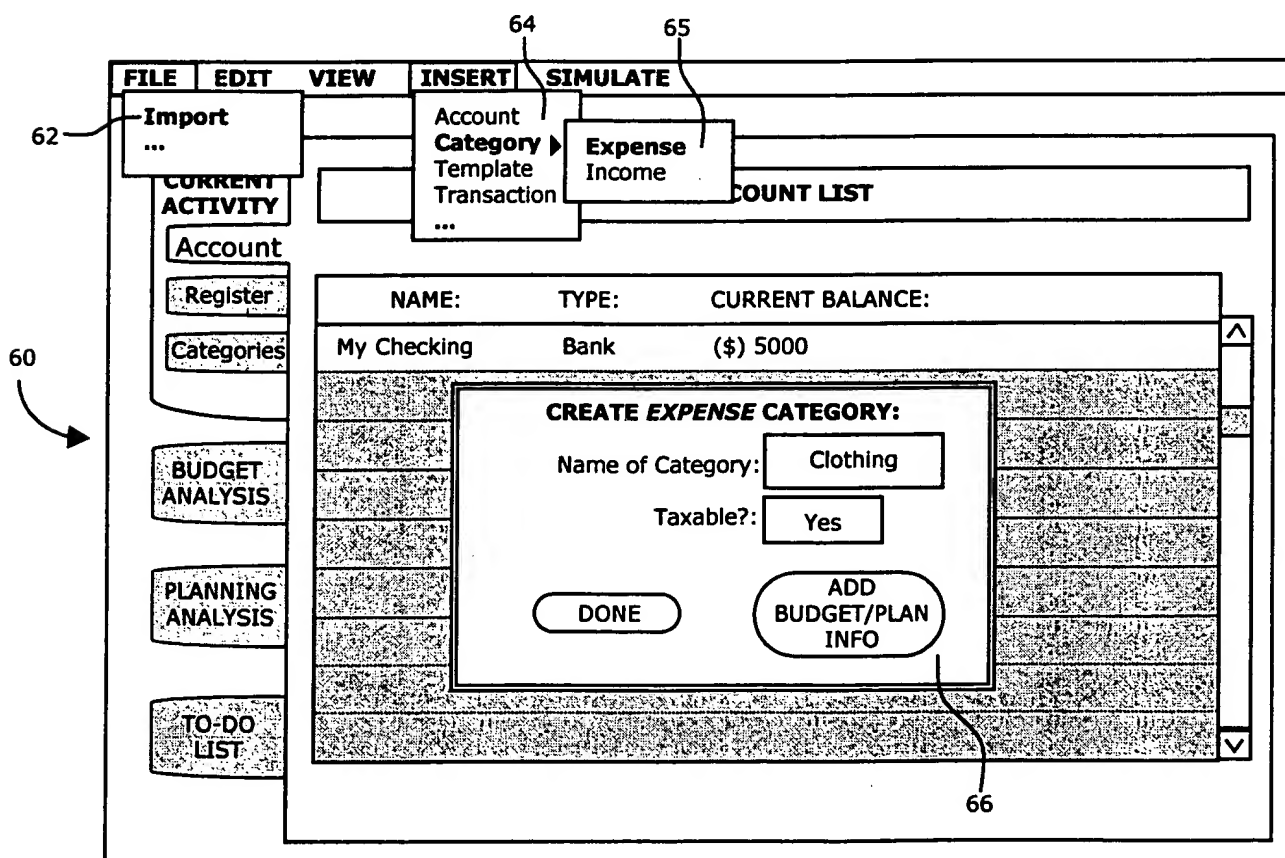 64
65
FILE EDIT VIEW INSERT SIMULATE
62
Import
...
Account
Category
Template
Transaction
...
Expense
Income
CURRENT
ACTIVITY
COUNT LIST
Account
Register
Categories
NAME: TYPE: CURRENT BALANCE:
My Checking Bank ($) 5000
60
CREATE EXPENSE CATEGORY:
Name of Category: Clothing
Taxable?: Yes
DONE
ADD
BUDGET/PLAN
INFO
BUDGET
ANALYSIS
PLANNING
ANALYSIS
TO-DO
LIST
66